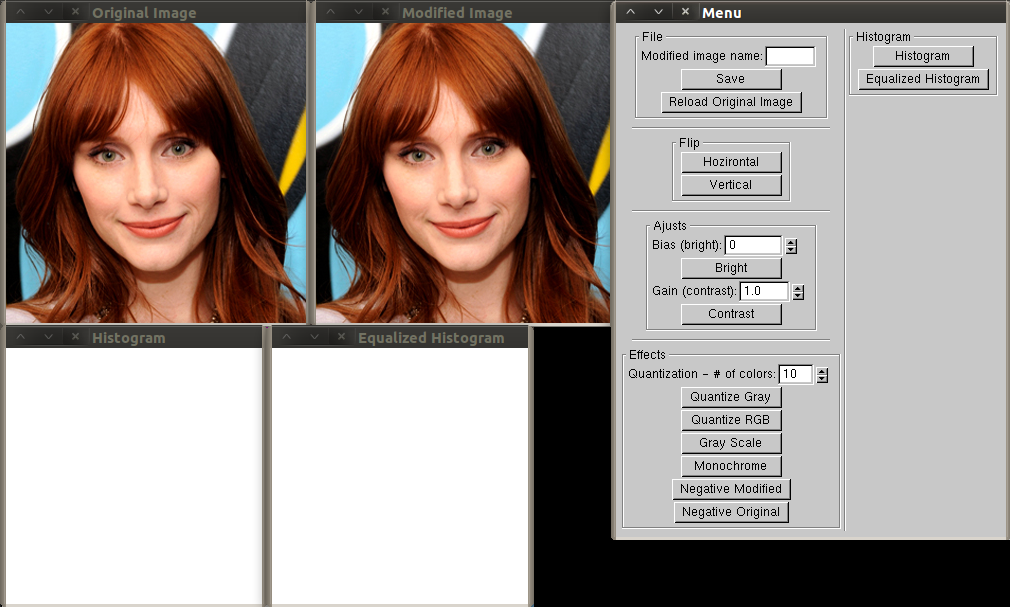 Original Image
Modified Image
Menu
File
Modified image name:
Save
Reload Original Image
Flip
Hozirontal
Vertical
Ajusts
Bias (bright): 0
Bright
Gain (contrast): 1.0
Contrast
Effects
Quantization - # of colors: 10
Quantize Gray
Quantize RGB
Gray Scale
Monochrome
Negative Modified
Negative Original
Histogram
Histogram
Equalized Histogram
Histogram
Equalized Histogram